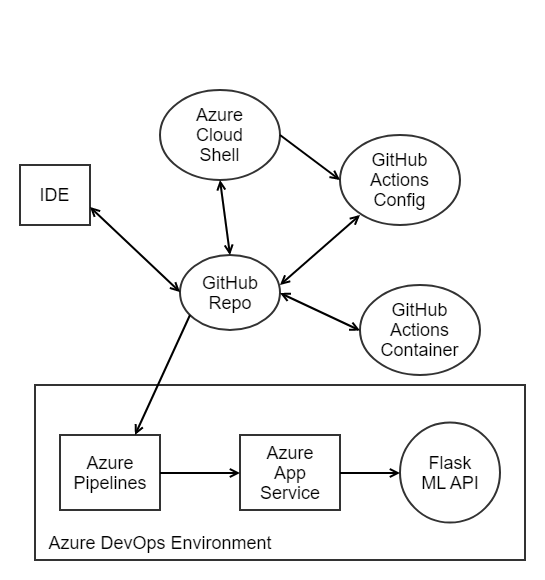 Azure
Cloud
Shell
GitHub
Actions
Config
IDE
GitHub
Repo
GitHub
Actions
Container
Azure
Pipelines
Azure
App
Service
Flask
ML API
Azure DevOps Environment